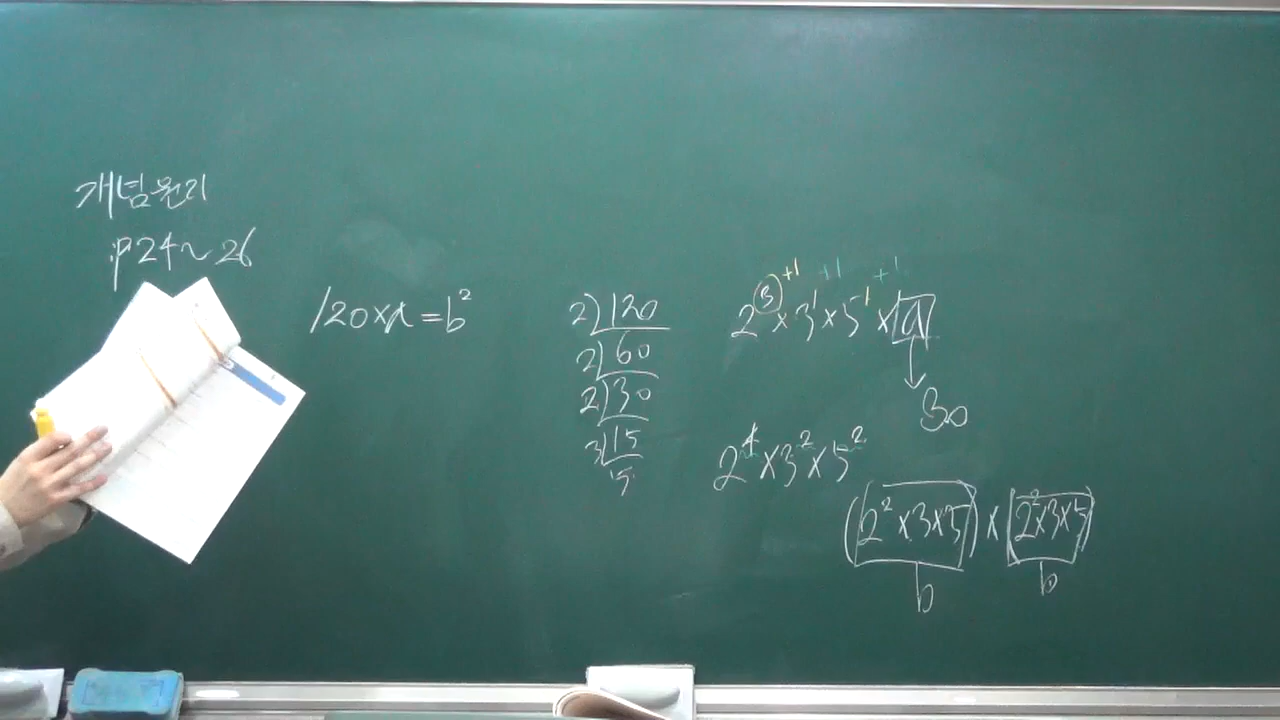 개념원리
p24~26
120×a=b²
2)120
2)60
2)30
3)15
5
+1 +1 +1
2³×3¹×5¹×a
30
2⁴×3²×5²
(2²×3×5)×(2²×3×5)
b b